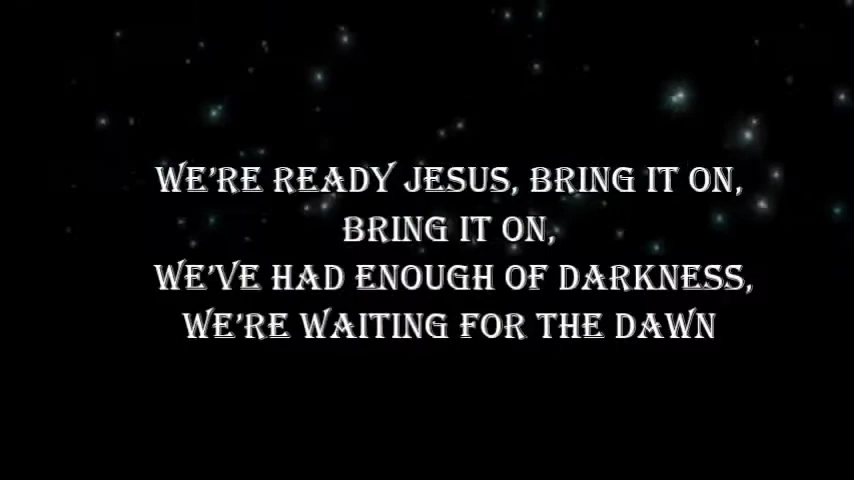 WE'RE READY JESUS, BRING IT ON,
BRING IT ON,
WE'VE HAD ENOUGH OF DARKNESS,
WE'RE WAITING FOR THE DAWN